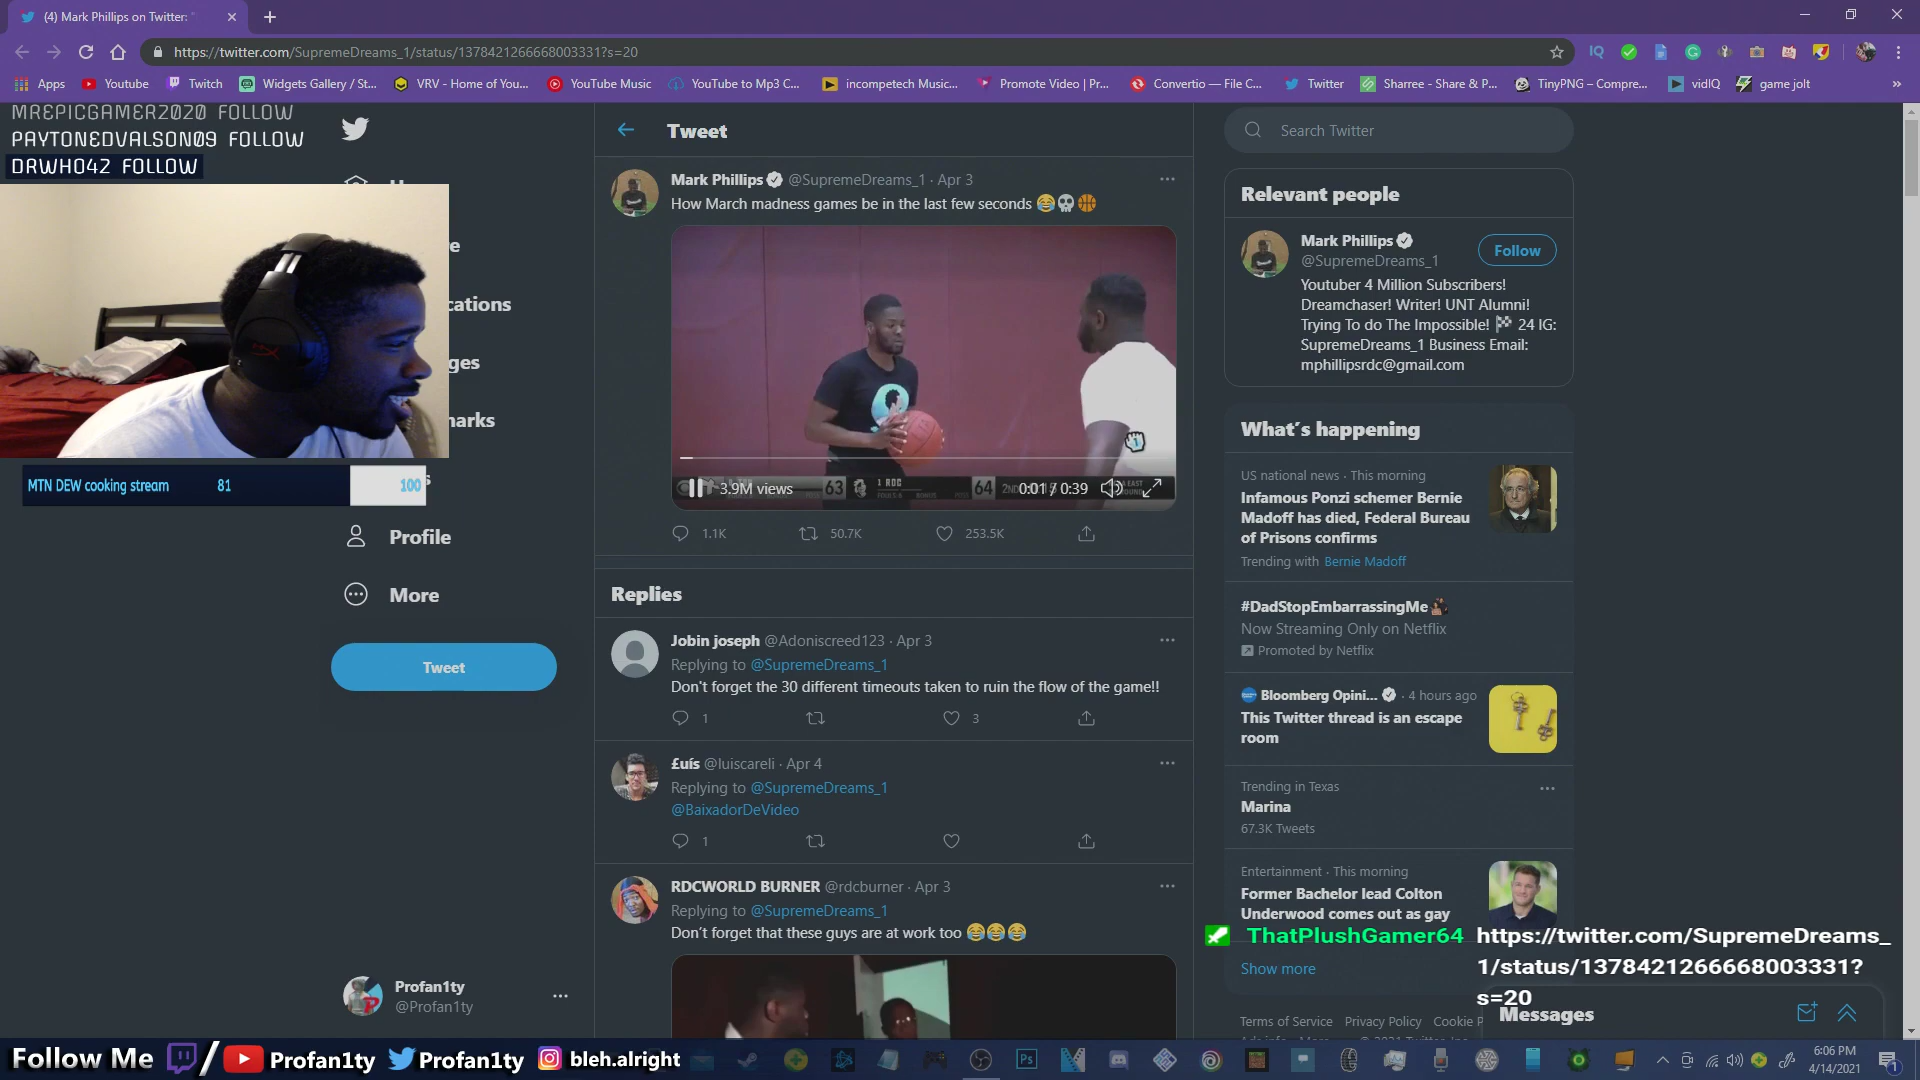 (4) Mark Phillips on Twitter:
https://twitter.com/SupremeDreams_1/status/1378421266668003331?s=20
Apps
Youtube
Twitch
Widgets Gallery / St...
VRV - Home of You...
YouTube Music
YouTube to Mp3 C...
incompetech Music...
Promote Video | Pr...
Convertio — File C...
Twitter
Sharree - Share & P...
TinyPNG – Compre...
vidIQ
game jolt
»
MREPICGAMER2020 FOLLOW
PAYTONEDVALSON09 FOLLOW
DRWHO42 FOLLOW
cations
ges
narks
MTN DEW cooking stream 81 100
Profile
More
Tweet
Profan1ty
@Profan1ty
Tweet
Mark Phillips @SupremeDreams_1 · Apr 3
How March madness games be in the last few seconds 😂💀🏀
3.9M views
63
1 RDC
64
0:01 / 0:39
1.1K
50.7K
253.5K
Replies
Jobin joseph @Adoniscreed123 · Apr 3
Replying to @SupremeDreams_1
Don't forget the 30 different timeouts taken to ruin the flow of the game!!
1
3
£uís @luiscareli · Apr 4
Replying to @SupremeDreams_1
@BaixadorDeVideo
1
RDCWORLD BURNER @rdcburner · Apr 3
Replying to @SupremeDreams_1
Don't forget that these guys are at work too 😂😂😂
Search Twitter
Relevant people
Mark Phillips
@SupremeDreams_1
Follow
Youtuber 4 Million Subscribers!
Dreamchaser! Writer! UNT Alumni!
Trying To do The Impossible! 🏁 24 IG:
SupremeDreams_1 Business Email:
mphillipsrdc@gmail.com
What's happening
US national news · This morning
Infamous Ponzi schemer Bernie
Madoff has died, Federal Bureau
of Prisons confirms
Trending with Bernie Madoff
#DadStopEmbarrassingMe
Now Streaming Only on Netflix
Promoted by Netflix
Bloomberg Opini... · 4 hours ago
This Twitter thread is an escape
room
Trending in Texas
Marina
67.3K Tweets
Entertainment · This morning
Former Bachelor lead Colton
Underwood comes out as gay
Show more
Terms of Service Privacy Policy Cookie P
ThatPlushGamer64 https://twitter.com/SupremeDreams_
1/status/1378421266668003331?
s=20
Messages
Follow Me / Profan1ty Profan1ty bleh.alright
Ps
6:06 PM
4/14/2021
1